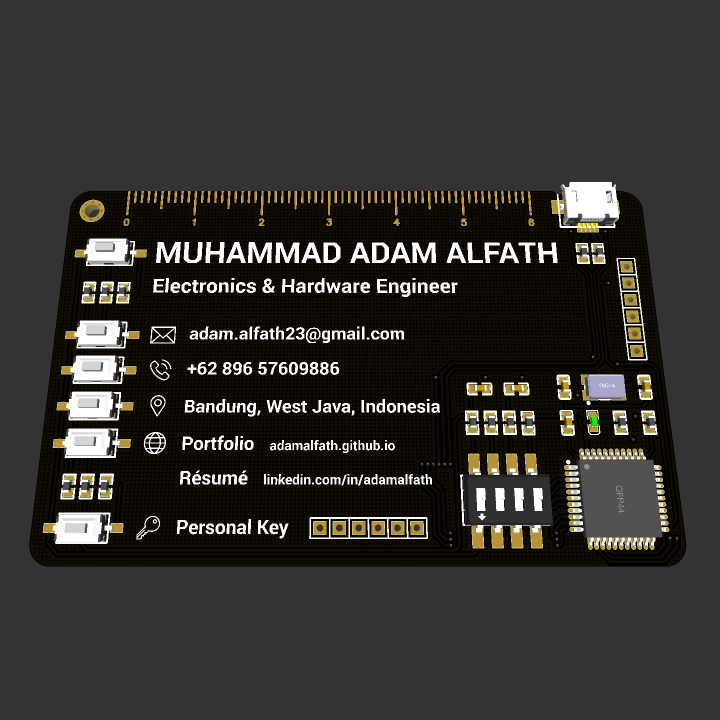 0 1 2 3 4 5 6
MUHAMMAD ADAM ALFATH
Electronics & Hardware Engineer
adam.alfath23@gmail.com
+62 896 57609886
Bandung, West Java, Indonesia
Portfolio adamalfath.github.io
Résumé linkedin.com/in/adamalfath
Personal Key
QFP44